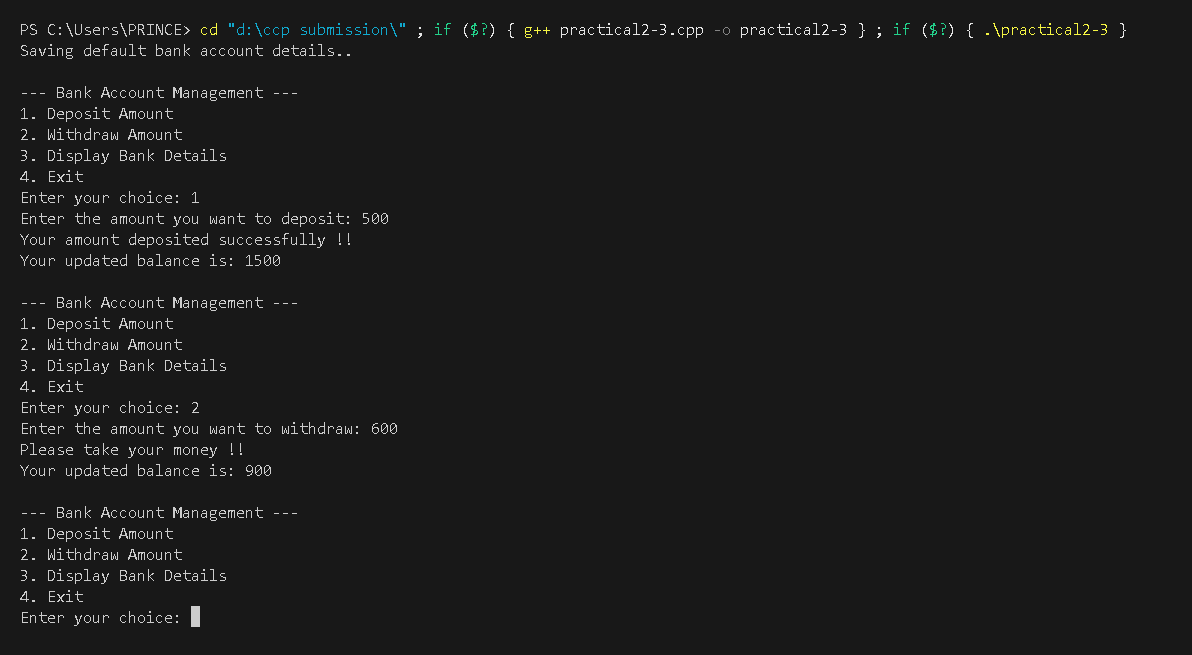 PS C:\Users\PRINCE> cd "d:\ccp submission\" ; if ($?) { g++ practical2-3.cpp -o practical2-3 } ; if ($?) { .\practical2-3 }
Saving default bank account details..
--- Bank Account Management ---
1. Deposit Amount
2. Withdraw Amount
3. Display Bank Details
4. Exit
Enter your choice: 1
Enter the amount you want to deposit: 500
Your amount deposited successfully !!
Your updated balance is: 1500
--- Bank Account Management ---
1. Deposit Amount
2. Withdraw Amount
3. Display Bank Details
4. Exit
Enter your choice: 2
Enter the amount you want to withdraw: 600
Please take your money !!
Your updated balance is: 900
--- Bank Account Management ---
1. Deposit Amount
2. Withdraw Amount
3. Display Bank Details
4. Exit
Enter your choice: